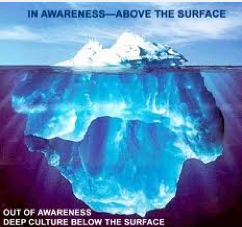 IN AWARENESS—ABOVE THE SURFACE
OUT OF AWARENESS
DEEP CULTURE BELOW THE SURFACE